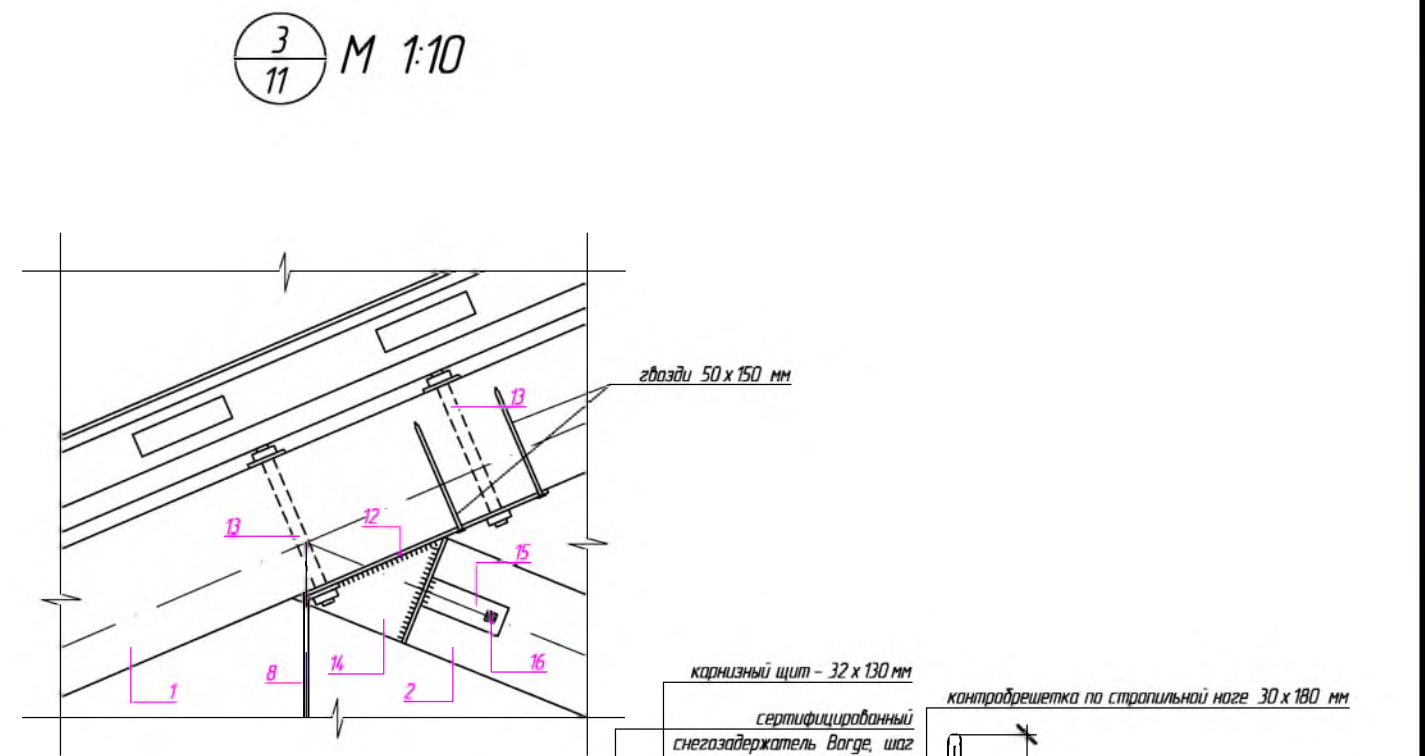 3
11
М 1:10
гвозди 50 х 150 мм
13
13
12
15
16
14
8
1
2
карнизный щит - 32 х 130 мм
сертифицированный
снегозадержатель Borge, шаг
контробрешетка по стропильной ноге 30 х 180 мм